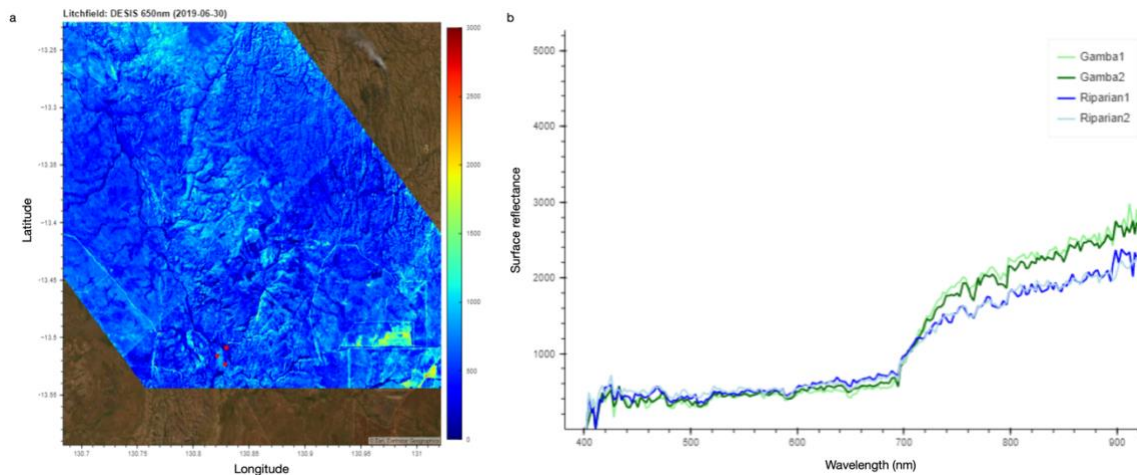 a
Litchfield: DESIS 650nm (2019-06-30)
−13.25
−13.3
−13.35
−13.4
−13.45
−13.5
−13.55
Latitude
130.7
130.75
130.8
130.85
130.9
130.95
131
Longitude
3000
2500
2000
1500
1000
500
0
b
5000
4000
3000
2000
1000
Surface reflectance
400
500
600
700
800
900
Wavelength (nm)
Gamba1
Gamba2
Riparian1
Riparian2